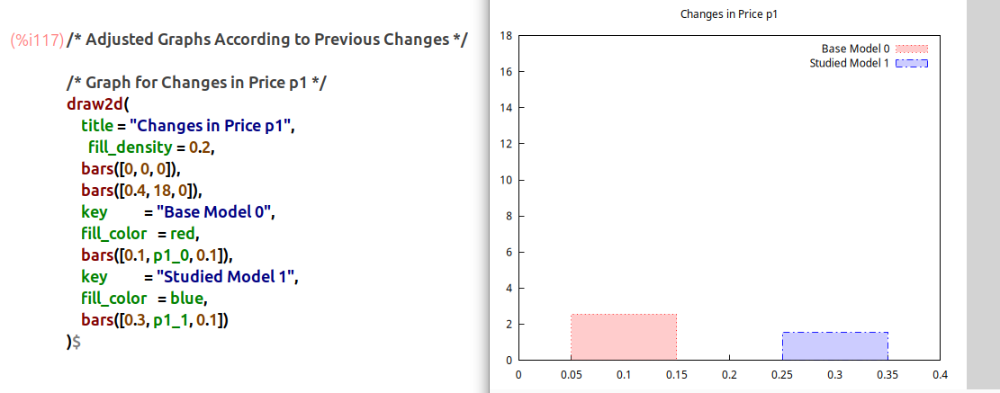 (%i117) /* Adjusted Graphs According to Previous Changes */
/* Graph for Changes in Price p1 */
draw2d(
title = "Changes in Price p1",
fill_density = 0.2,
bars([0, 0, 0]),
bars([0.4, 18, 0]),
key = "Base Model 0",
fill_color = red,
bars([0.1, p1_0, 0.1]),
key = "Studied Model 1",
fill_color = blue,
bars([0.3, p1_1, 0.1])
)$
Changes in Price p1
Base Model 0
Studied Model 1
18
16
14
12
10
8
6
4
2
0
0 0.05 0.1 0.15 0.2 0.25 0.3 0.35 0.4